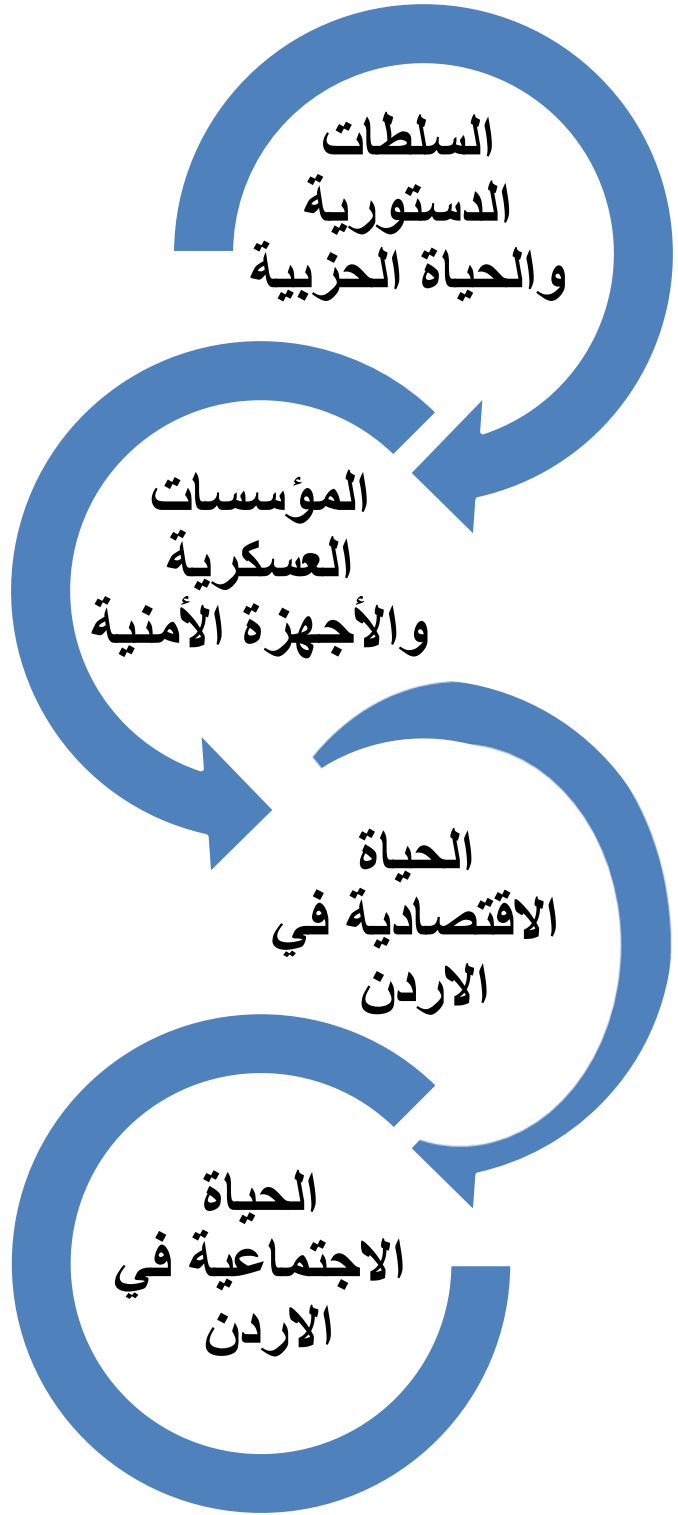 السلطات
الدستورية
والحياة الحزبية
المؤسسات
العسكرية
والأجهزة الأمنية
الحياة
الاقتصادية في
الاردن
الحياة
الاجتماعية في
الاردن